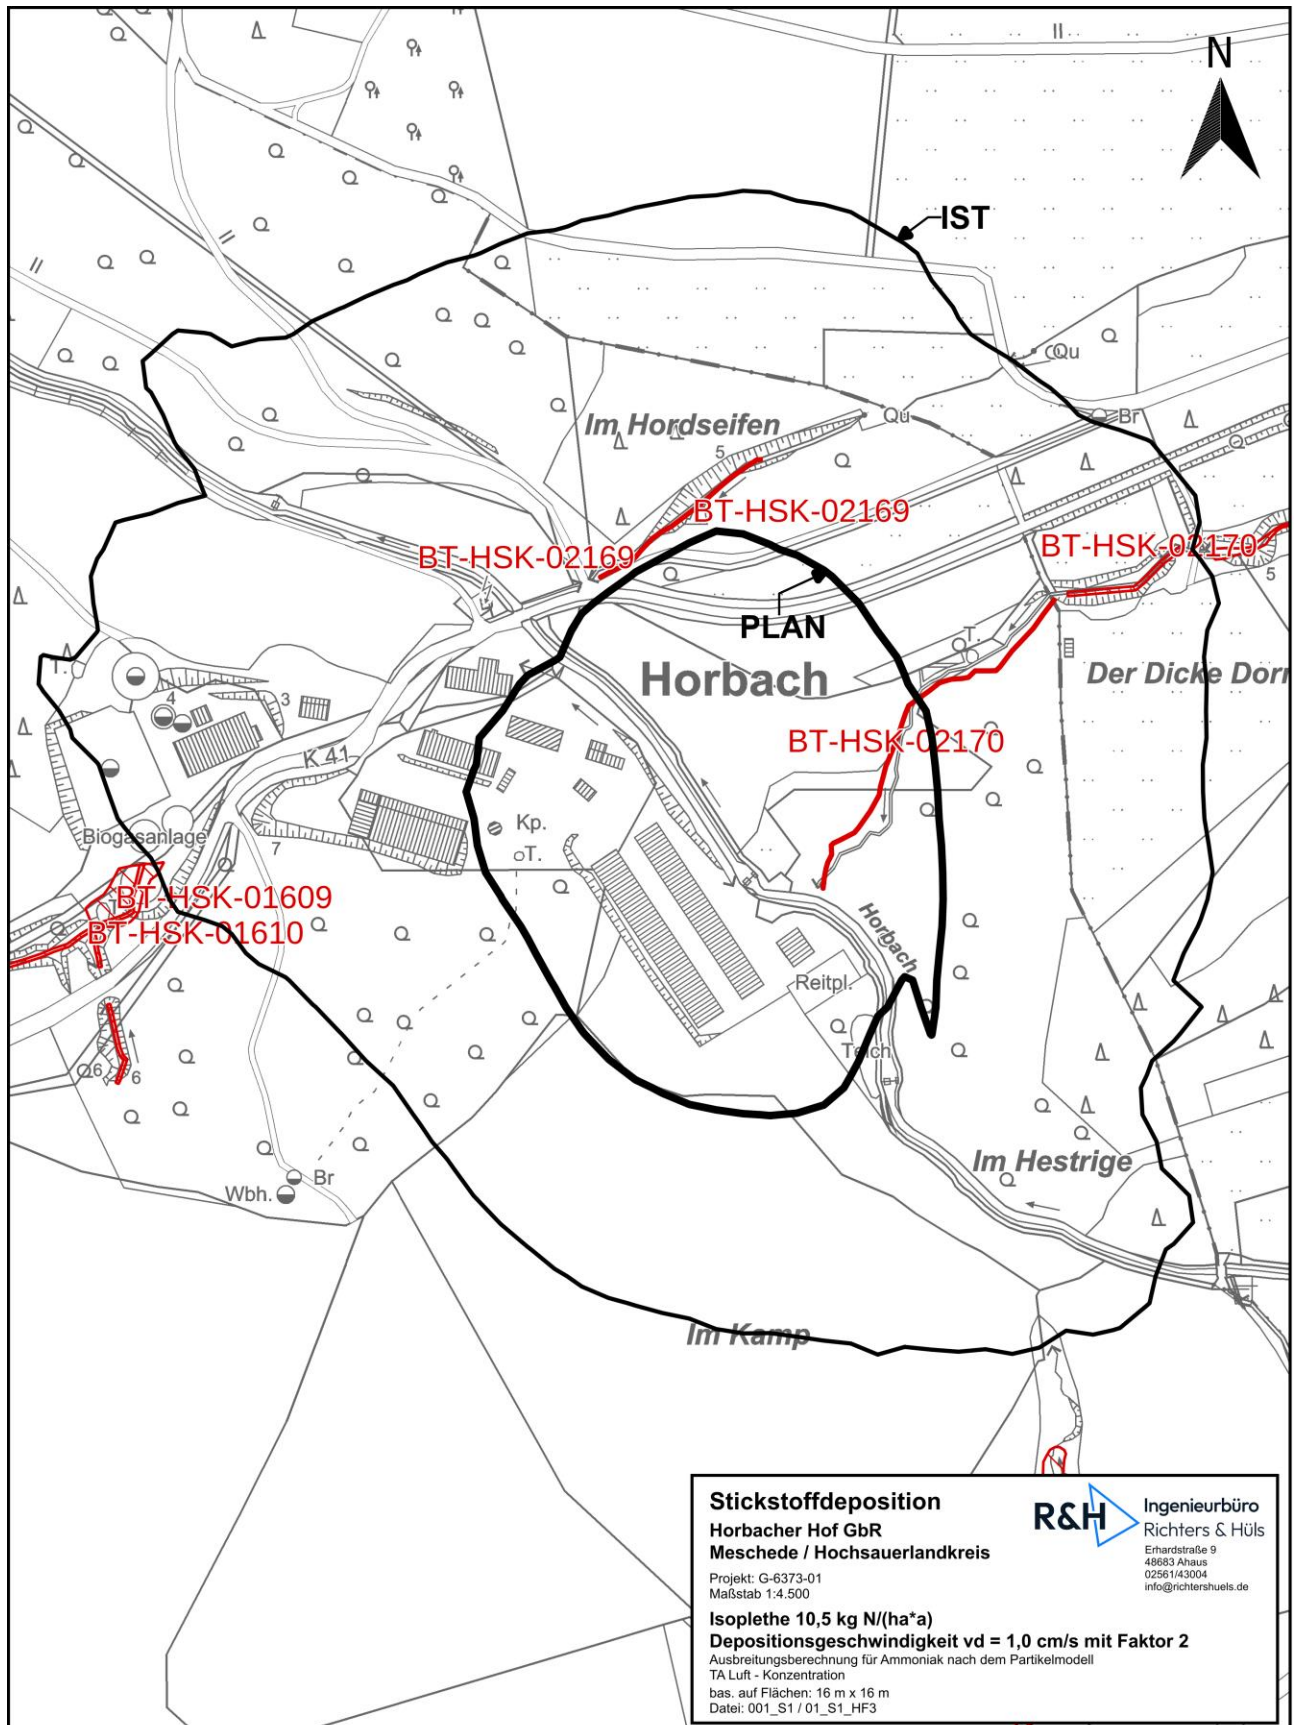 N
IST
Qu
Qu
Br
Im Hordseifen
5
BT-HSK-02169
BT-HSK-02169
BT-HSK-02170
5
PLAN
T.
Horbach
Der Dicke Dorn
T.
4
3
BT-HSK-02170
K 41
Kp.
T.
Biogasanlage
7
BT-HSK-01609
BT-HSK-01610
Horbach
Reitpl.
Teich
6
6
Im Hestrige
Br
Wbh.
Im Kamp
Stickstoffdeposition
Horbacher Hof GbR
Meschede / Hochsauerlandkreis
Projekt: G-6373-01
Maßstab 1:4.500
Isoplethe 10,5 kg N/(ha*a)
Depositionsgeschwindigkeit vd = 1,0 cm/s mit Faktor 2
Ausbreitungsberechnung für Ammoniak nach dem Partikelmodell
TA Luft - Konzentration
bas. auf Flächen: 16 m x 16 m
Datei: 001_S1 / 01_S1_HF3
R&H
Ingenieurbüro
Richters & Hüls
Erhardstraße 9
48683 Ahaus
02561/43004
info@richtershuels.de